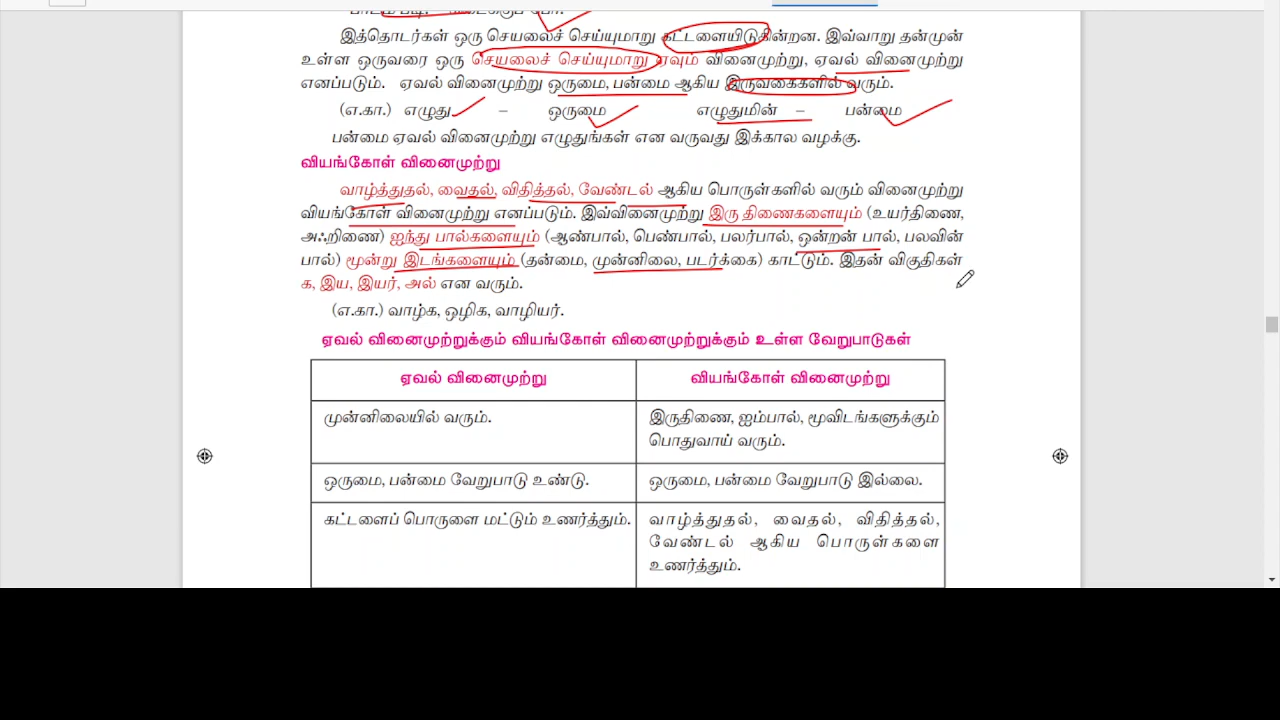 இத்தொடர்கள் ஒரு செயலைச் செய்யுமாறு கட்டளையிடுகின்றன. இவ்வாறு தன்முன்
உள்ள ஒருவரை ஒரு செயலைச் செய்யுமாறு ஏவும் வினைமுற்று, ஏவல் வினைமுற்று
எனப்படும். ஏவல் வினைமுற்று ஒருமை, பன்மை ஆகிய இருவகைகளில் வரும்.
(எ.கா.) எழுது – ஒருமை எழுதுமின் – பன்மை
பன்மை ஏவல் வினைமுற்று எழுதுங்கள் என வருவது இக்கால வழக்கு.
வியங்கோள் வினைமுற்று
வாழ்த்துதல், வைதல், விதித்தல், வேண்டல் ஆகிய பொருள்களில் வரும் வினைமுற்று
வியங்கோள் வினைமுற்று எனப்படும். இவ்வினைமுற்று இரு திணைகளையும் (உயர்திணை,
அஃறிணை) ஐந்து பால்களையும் (ஆண்பால், பெண்பால், பலர்பால், ஒன்றன் பால், பலவின்
பால்) மூன்று இடங்களையும் (தன்மை, முன்னிலை, படர்க்கை) காட்டும். இதன் விகுதிகள்
க, இய, இயர், அல் என வரும்.
(எ.கா.) வாழ்க, ஒழிக, வாழியர்.
ஏவல் வினைமுற்றுக்கும் வியங்கோள் வினைமுற்றுக்கும் உள்ள வேறுபாடுகள்
ஏவல் வினைமுற்று வியங்கோள் வினைமுற்று
முன்னிலையில் வரும். இருதிணை, ஐம்பால், மூவிடங்களுக்கும்
பொதுவாய் வரும்.
ஒருமை, பன்மை வேறுபாடு உண்டு. ஒருமை, பன்மை வேறுபாடு இல்லை.
கட்டளைப் பொருளை மட்டும் உணர்த்தும். வாழ்த்துதல், வைதல், விதித்தல்,
வேண்டல் ஆகிய பொருள்களை
உணர்த்தும்.